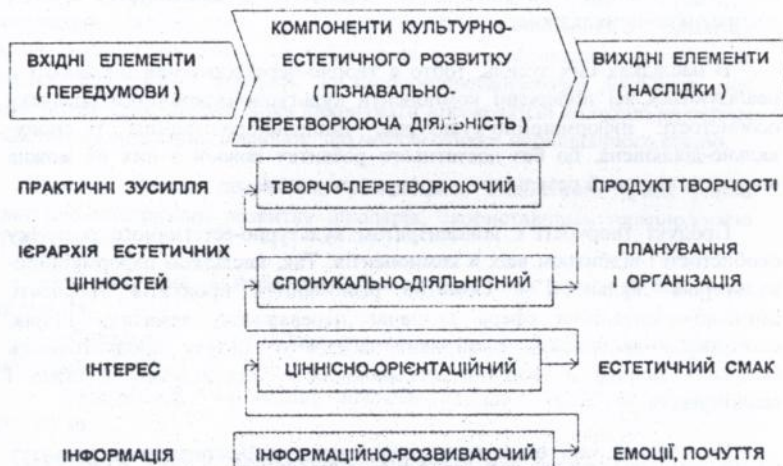 ВХІДНІ ЕЛЕМЕНТИ
( ПЕРЕДУМОВИ )
КОМПОНЕНТИ КУЛЬТУРНО-
ЕСТЕТИЧНОГО РОЗВИТКУ
( ПІЗНАВАЛЬНО-
ПЕРЕТВОРЮЮЧА ДІЯЛЬНІСТЬ )
ВИХІДНІ ЕЛЕМЕНТИ
( НАСЛІДКИ )
ПРАКТИЧНІ ЗУСИЛЛЯ
ТВОРЧО-ПЕРЕТВОРЮЮЧИЙ
ПРОДУКТ ТВОРЧОСТІ
ІЄРАРХІЯ ЕСТЕТИЧНИХ
ЦІННОСТЕЙ
СПОНУКАЛЬНО-ДІЯЛЬНІСНИЙ
ПЛАНУВАННЯ
ОРГАНІЗАЦІЯ
ІНТЕРЕС
ЦІННІСНО-ОРІЄНТАЦІЙНИЙ
ЕСТЕТИЧНИЙ СМАК
ІНФОРМАЦІЯ
ІНФОРМАЦІЙНО-РОЗВИВАЮЧИЙ
ЕМОЦІЇ, ПОЧУТТЯ